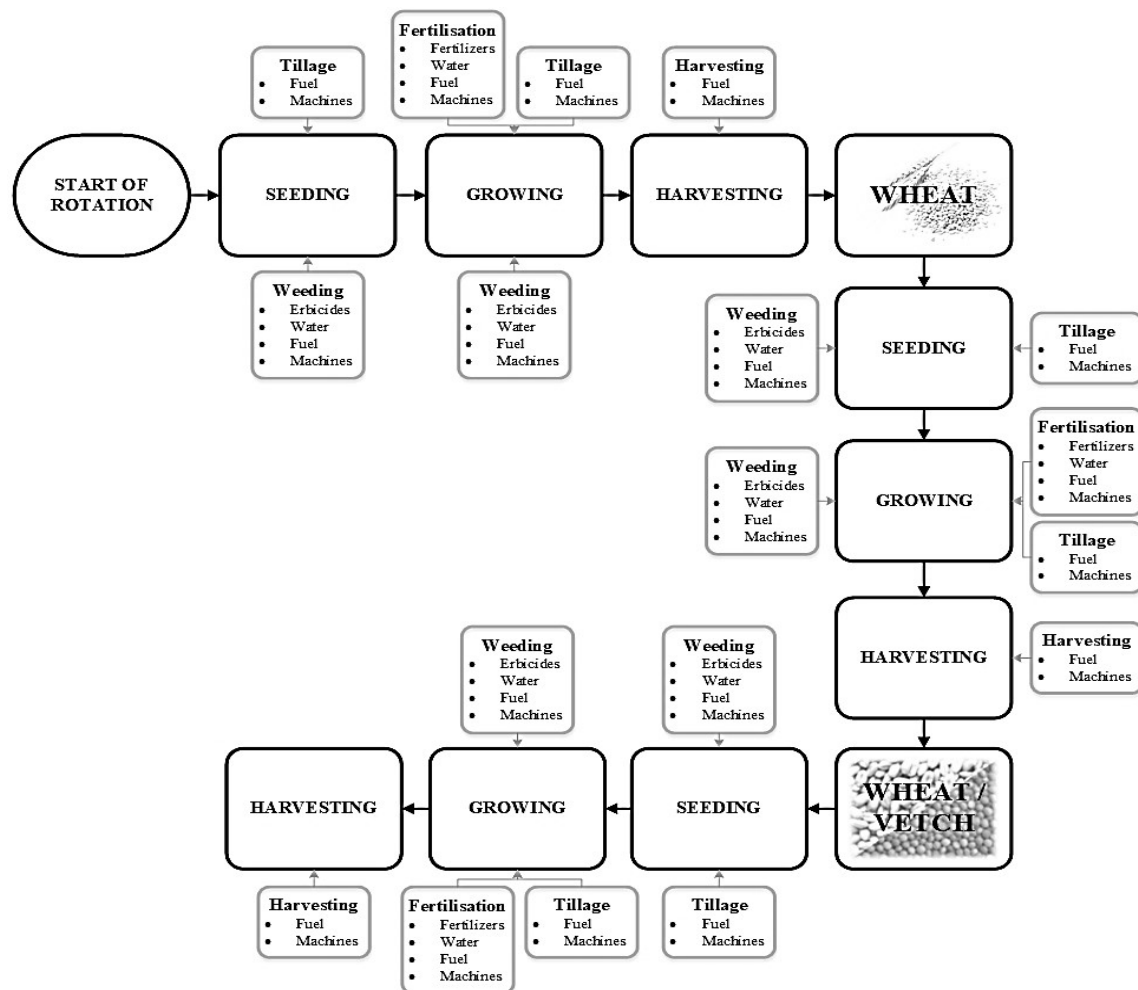 Fertilisation
• Fertilizers
• Water
• Fuel
• Machines
Tillage
• Fuel
• Machines
Tillage
• Fuel
• Machines
Harvesting
• Fuel
• Machines
START OF
ROTATION
SEEDING
GROWING
HARVESTING
WHEAT
Weeding
• Erbicides
• Water
• Fuel
• Machines
Weeding
• Erbicides
• Water
• Fuel
• Machines
Weeding
• Erbicides
• Water
• Fuel
• Machines
SEEDING
Tillage
• Fuel
• Machines
Weeding
• Erbicides
• Water
• Fuel
• Machines
GROWING
Fertilisation
• Fertilizers
• Water
• Fuel
• Machines
Tillage
• Fuel
• Machines
HARVESTING
Harvesting
• Fuel
• Machines
Weeding
• Erbicides
• Water
• Fuel
• Machines
Weeding
• Erbicides
• Water
• Fuel
• Machines
HARVESTING
GROWING
SEEDING
WHEAT /
VETCH
Harvesting
• Fuel
• Machines
Fertilisation
• Fertilizers
• Water
• Fuel
• Machines
Tillage
• Fuel
• Machines
Tillage
• Fuel
• Machines